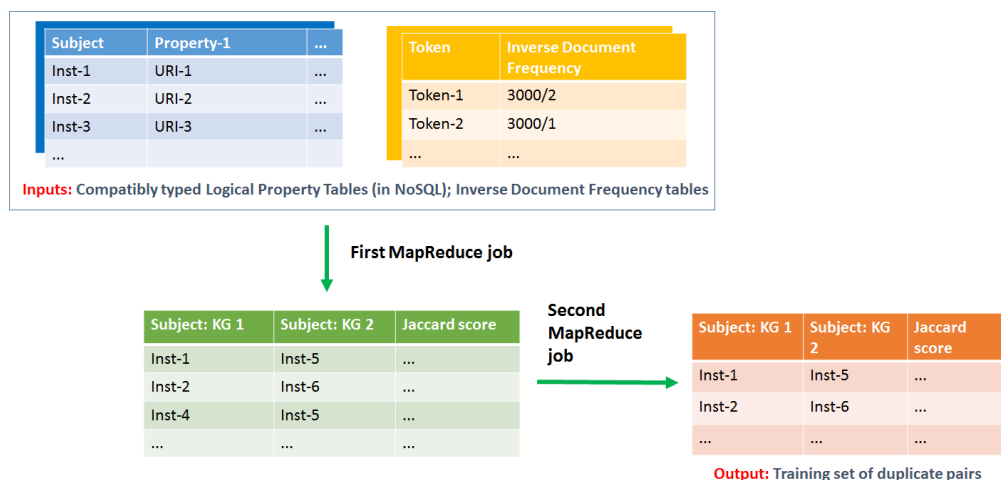 Subject Property-1 ...
Inst-1 URI-1 ...
Inst-2 URI-2 ...
Inst-3 URI-3 ...
...
Token Inverse Document
Frequency
Token-1 3000/2
Token-2 3000/1
... ...
Inputs: Compatibly typed Logical Property Tables (in NoSQL); Inverse Document Frequency tables
First MapReduce job
Subject: KG 1 Subject: KG 2 Jaccard score
Inst-1 Inst-5 ...
Inst-2 Inst-6 ...
Inst-4 Inst-5 ...
... ... ...
Second
MapReduce
job
Subject: KG 1 Subject: KG Jaccard
2 score
Inst-1 Inst-5 ...
Inst-2 Inst-6 ...
... ... ...
Output: Training set of duplicate pairs